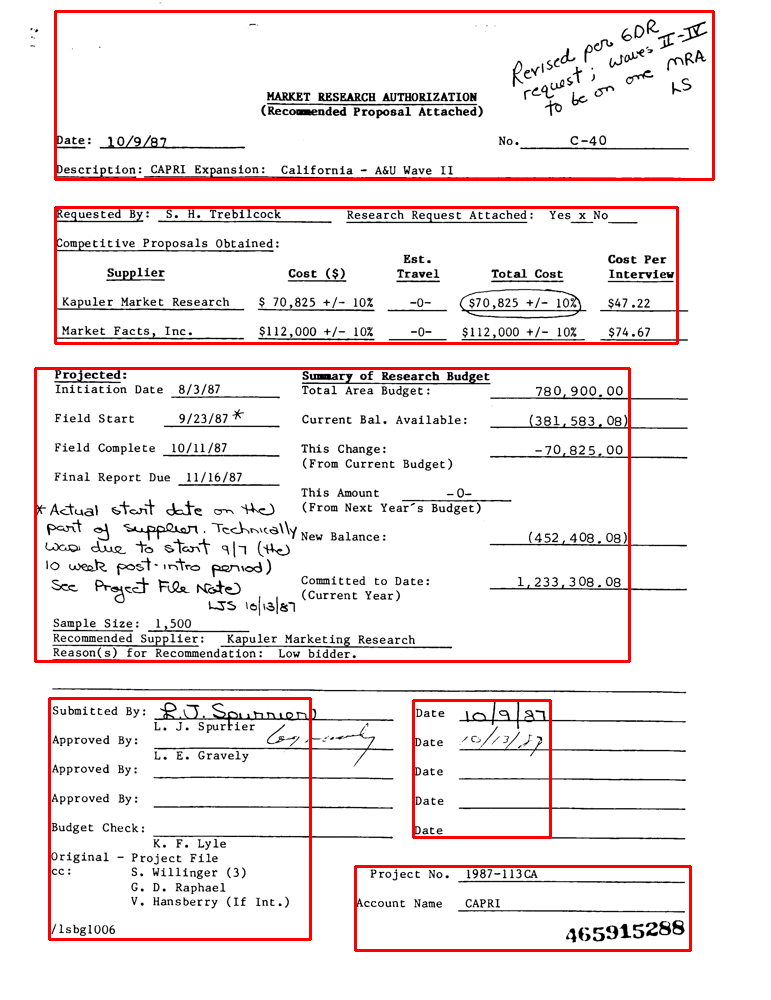 Revised per GDR
request; waves II-IV
to be on one MRA
LS
MARKET RESEARCH AUTHORIZATION
(Recommended Proposal Attached)
Date: 10/9/87 No. C-40
Description: CAPRI Expansion: California - A&U Wave II
Requested By: S. H. Trebilcock Research Request Attached: Yes x No
Competitive Proposals Obtained:
Supplier Cost ($) Est. Travel Total Cost Cost Per Interview
Kapuler Market Research $ 70,825 +/- 10% -0- $70,825 +/- 10% $47.22
Market Facts, Inc. $112,000 +/- 10% -0- $112,000 +/- 10% $74.67
Projected: Summary of Research Budget
Initiation Date 8/3/87 Total Area Budget: 780,900.00
Field Start 9/23/87 * Current Bal. Available: (381,583.08)
Field Complete 10/11/87 This Change: -70,825.00
(From Current Budget)
Final Report Due 11/16/87
This Amount -0-
(From Next Year's Budget)
* Actual start date on the
part of supplier. Technically
was due to start 9/7 (the
10 week post-intro period)
See Project File Note
LJS 10/13/87
New Balance: (452,408.08)
Committed to Date: 1,233,308.08
(Current Year)
Sample Size: 1,500
Recommended Supplier: Kapuler Marketing Research
Reason(s) for Recommendation: Low bidder.
Submitted By: L.J. Spurrier Date 10/9/87
L. J. Spurfier
Approved By: Date 10/13/87
L. E. Gravely
Approved By: Date
Approved By: Date
Budget Check: Date
K. F. Lyle
Original - Project File
cc: S. Willinger (3)
G. D. Raphael
V. Hansberry (If Int.)
/lsbg1006
Project No. 1987-113CA
Account Name CAPRI
465915288